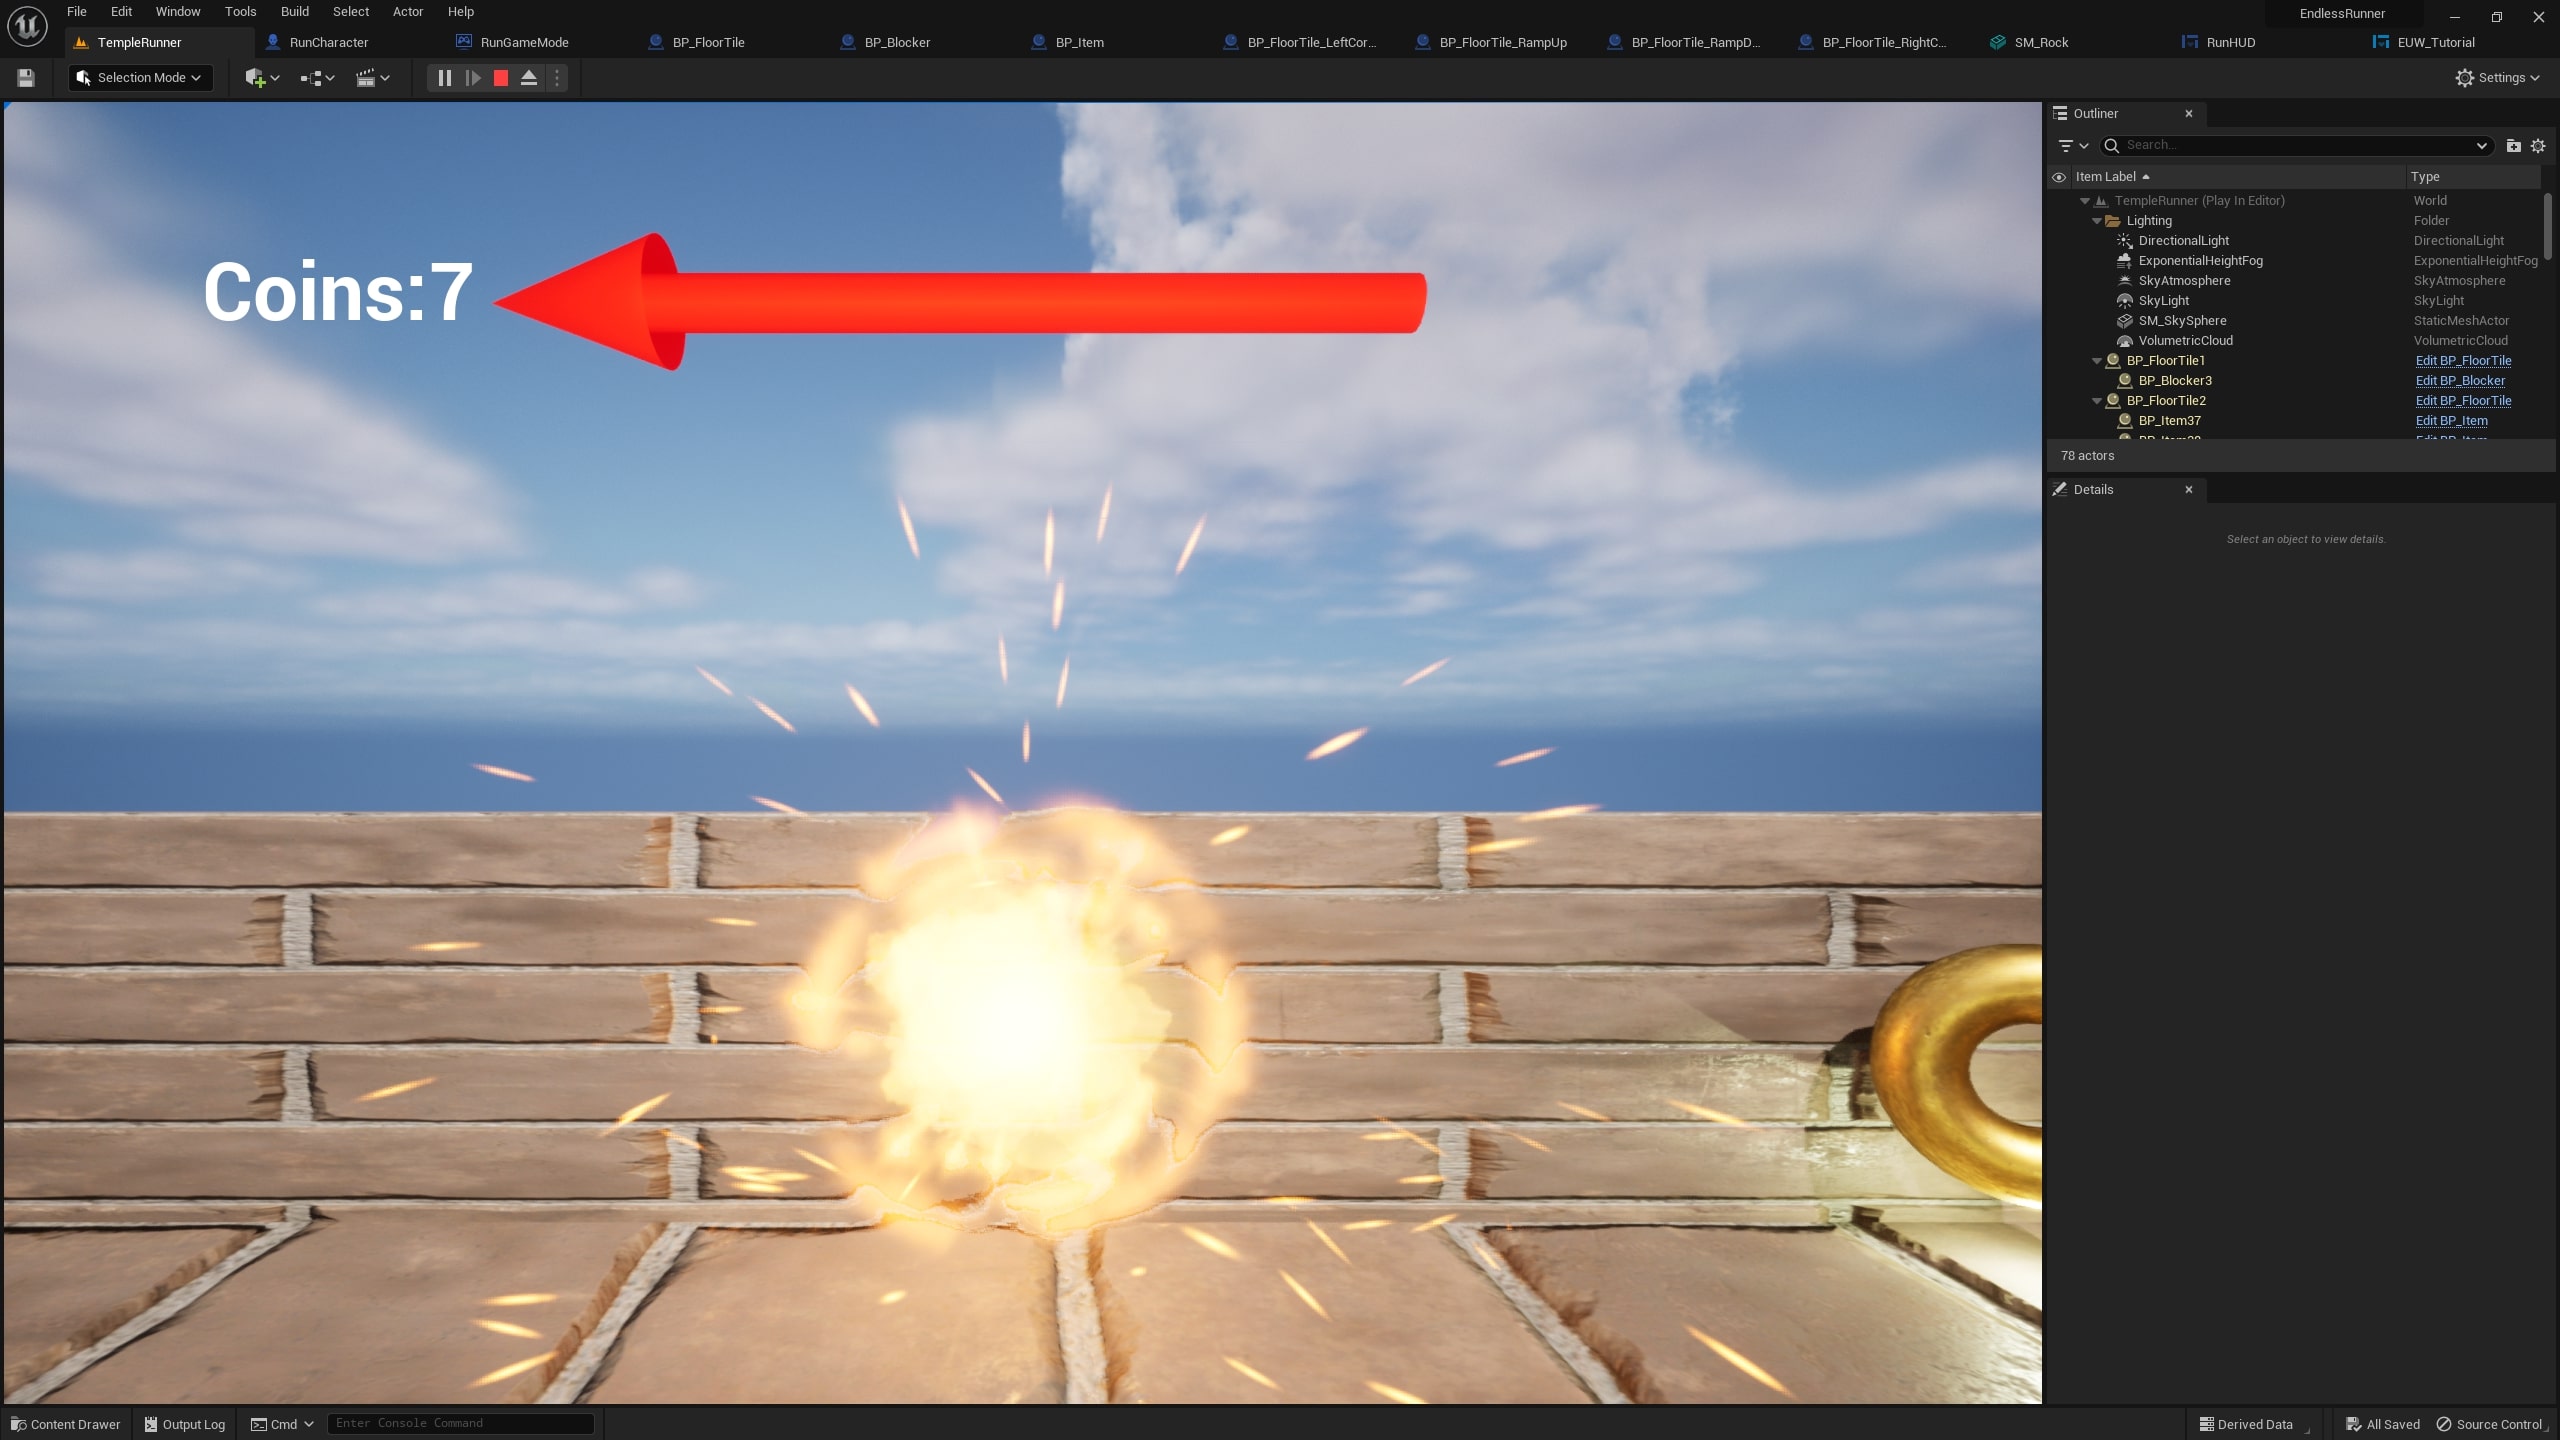 File Edit Window Tools Build Select Actor Help
EndlessRunner
TempleRunner RunCharacter RunGameMode BP_FloorTile BP_Blocker BP_Item BP_FloorTile_LeftCor... BP_FloorTile_RampUp BP_FloorTile_RampD... BP_FloorTile_RightC... SM_Rock RunHUD EUW_Tutorial
Selection Mode
Settings
Outliner
Search...
Item Label Type
TempleRunner (Play In Editor) World
Lighting Folder
DirectionalLight DirectionalLight
ExponentialHeightFog ExponentialHeightFog
SkyAtmosphere SkyAtmosphere
SkyLight SkyLight
SM_SkySphere StaticMeshActor
VolumetricCloud VolumetricCloud
BP_FloorTile1 Edit BP_FloorTile
BP_Blocker3 Edit BP_Blocker
BP_FloorTile2 Edit BP_FloorTile
BP_Item37 Edit BP_Item
78 actors
Details
Select an object to view details.
Coins:7
Content Drawer Output Log Cmd Enter Console Command
Derived Data All Saved Source Control